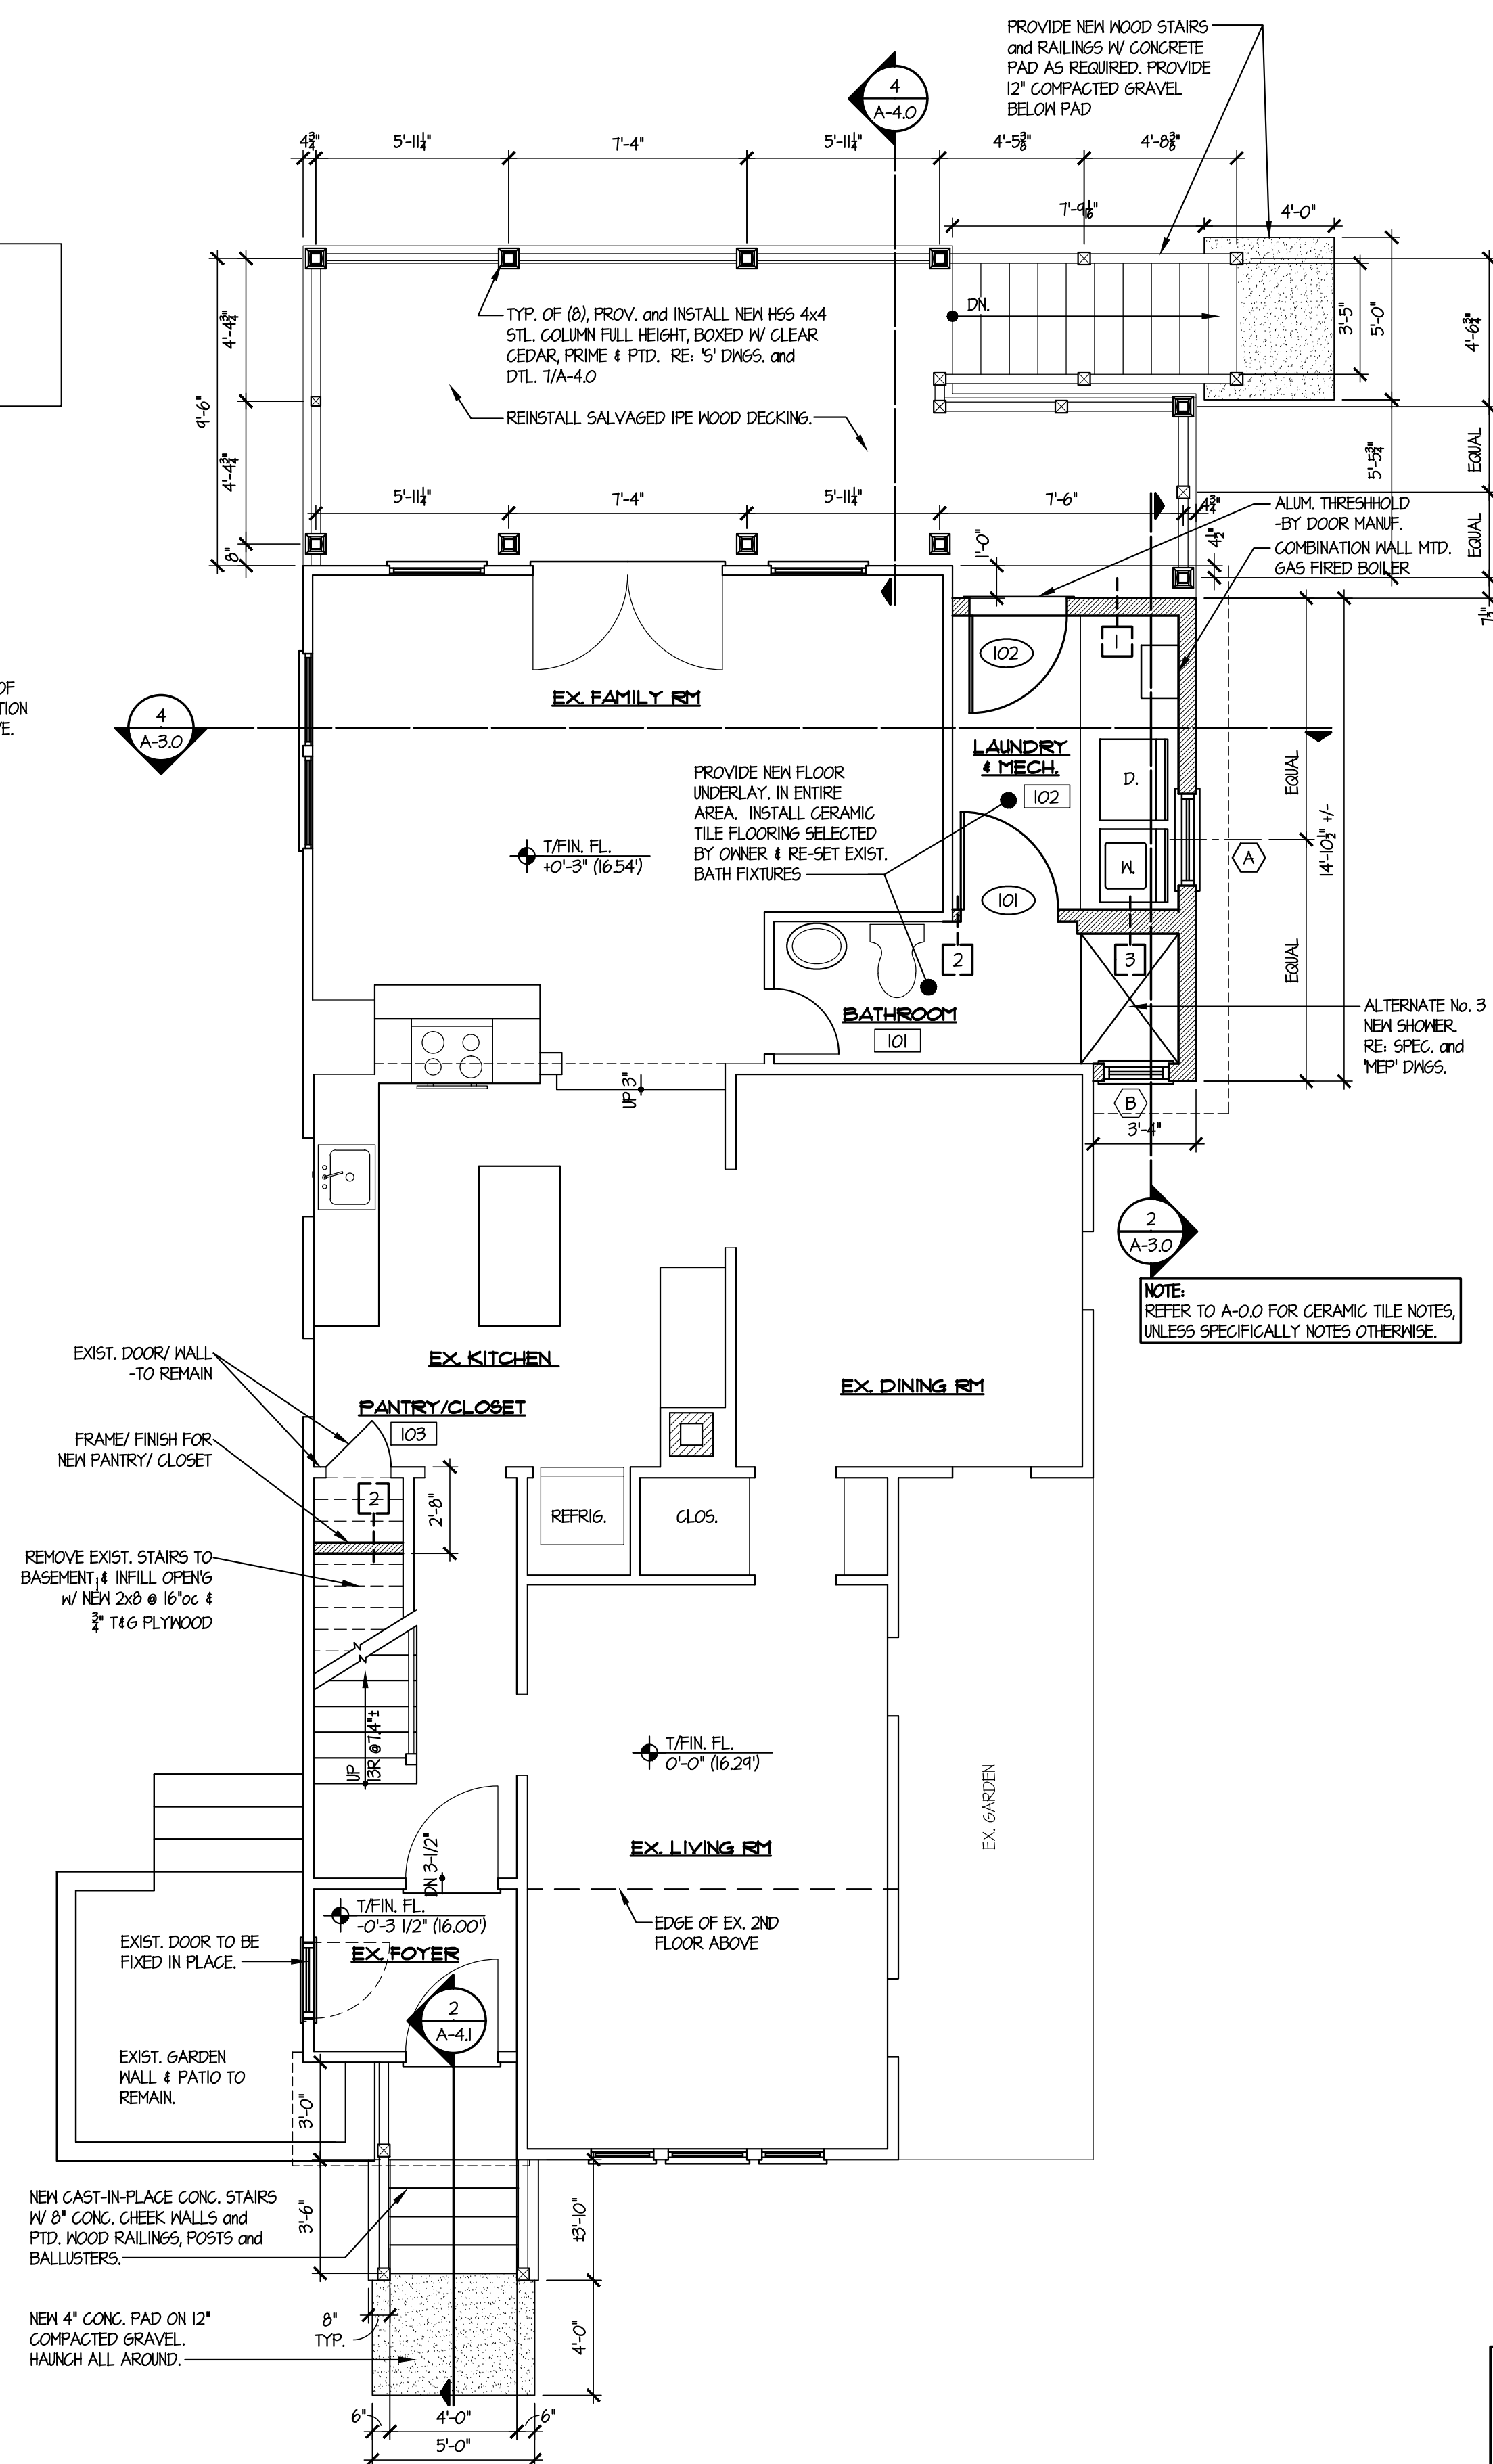 PROVIDE NEW WOOD STAIRS
and RAILINGS W/ CONCRETE
PAD AS REQUIRED. PROVIDE
12" COMPACTED GRAVEL
BELOW PAD
4
A-4.0
4¾"
5'-11¼"
7'-4"
5'-11¼"
4'-5⅜"
4'-8⅜"
4'-0"
DN.
3'-5"
5'-0"
4'-6¾"
TYP. OF (8), PROV. and INSTALL NEW HSS 4x4
STL. COLUMN FULL HEIGHT, BOXED W/ CLEAR
CEDAR, PRIME & PTD. RE: 'S' DWGS. and
DTL. 7/A-4.0
REINSTALL SALVAGED IPE WOOD DECKING.
9'-6"
4'-4¾"
4'-4¾"
8"
5'-11¼"
7'-4"
5'-11¼"
7'-6"
4¾"
4½"
1'-0"
5'-5¾"
EQUAL
EQUAL
7½"
ALUM. THRESHHOLD
-BY DOOR MANUF.
COMBINATION WALL MTD.
GAS FIRED BOILER
OF
TION
E.
4
A-3.0
EX. FAMILY RM
102
1
LAUNDRY
& MECH.
102
D.
W.
A
EQUAL
EQUAL
14'-10½" +/-
PROVIDE NEW FLOOR
UNDERLAY. IN ENTIRE
AREA. INSTALL CERAMIC
TILE FLOORING SELECTED
BY OWNER & RE-SET EXIST.
BATH FIXTURES
T/FIN. FL.
+0'-3" (16.54')
101
2
3
BATHROOM
101
ALTERNATE No. 3
NEW SHOWER.
RE: SPEC. and
'MEP' DWGS.
UP 3"
B
3'-4"
2
A-3.0
NOTE:
REFER TO A-0.0 FOR CERAMIC TILE NOTES,
UNLESS SPECIFICALLY NOTES OTHERWISE.
EXIST. DOOR/ WALL
-TO REMAIN
EX. KITCHEN
EX. DINING RM
PANTRY/CLOSET
103
FRAME/ FINISH FOR
NEW PANTRY/ CLOSET
2
2'-8"
REFRIG.
CLOS.
REMOVE EXIST. STAIRS TO
BASEMENT, & INFILL OPEN'G
w/ NEW 2x8 @ 16"oc &
¾" T&G PLYWOOD
UP
13R @7.4"±
T/FIN. FL.
0'-0" (16.29')
EX. GARDEN
EX. LIVING RM
DN 3-1/2"
T/FIN. FL.
-0'-3 1/2" (16.00')
EX. FOYER
EDGE OF EX. 2ND
FLOOR ABOVE
EXIST. DOOR TO BE
FIXED IN PLACE.
2
A-4.1
EXIST. GARDEN
WALL & PATIO TO
REMAIN.
3'-0"
3'-6"
±3'-10"
NEW CAST-IN-PLACE CONC. STAIRS
W/ 8" CONC. CHEEK WALLS and
PTD. WOOD RAILINGS, POSTS and
BALLUSTERS.
NEW 4" CONC. PAD ON 12"
COMPACTED GRAVEL.
HAUNCH ALL AROUND.
8"
TYP.
4'-0"
6"
4'-0"
6"
5'-0"